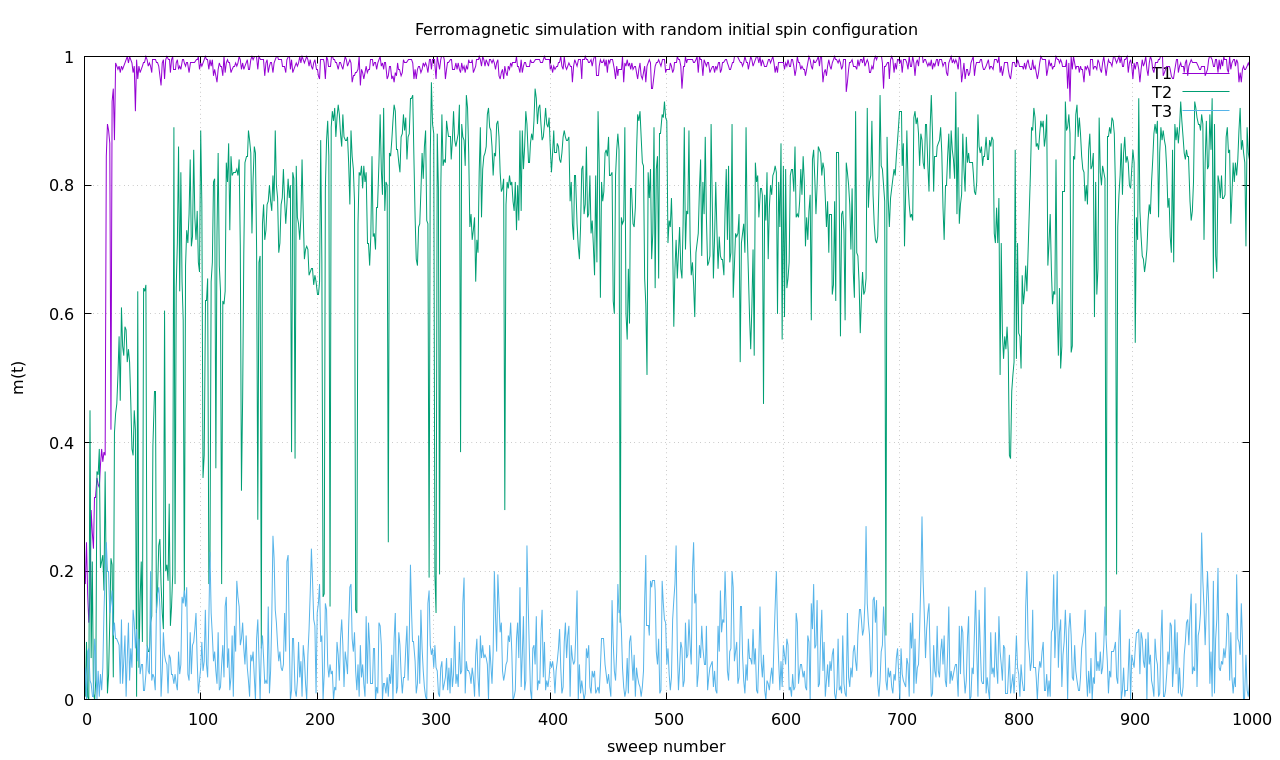 Ferromagnetic simulation with random initial spin configuration
1
0.8
0.6
0.4
0.2
0
m(t)
T1
T2
T3
0 100 200 300 400 500 600 700 800 900 1000
sweep number